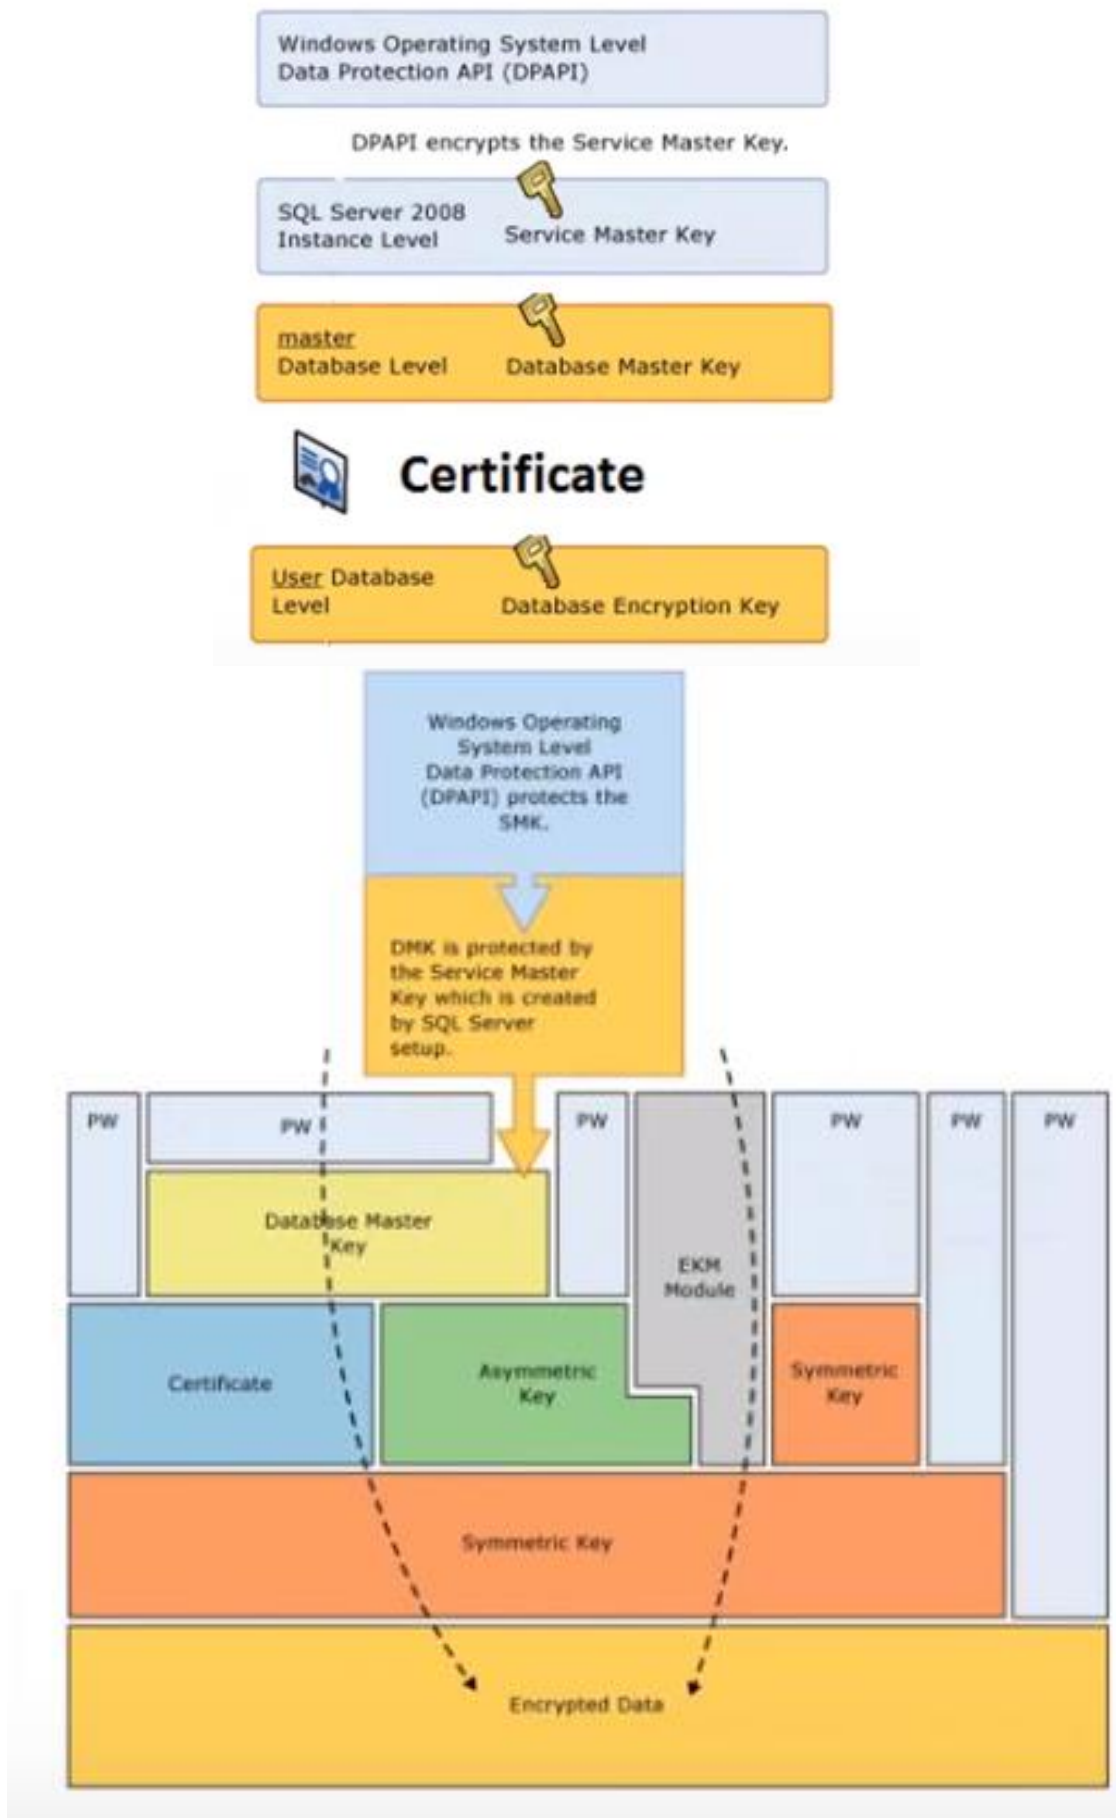 Windows Operating System Level
Data Protection API (DPAPI)
DPAPI encrypts the Service Master Key.
SQL Server 2008
Instance Level
Service Master Key
master
Database Level
Database Master Key
Certificate
User Database
Level
Database Encryption Key
Windows Operating
System Level
Data Protection API
(DPAPI) protects the
SMK.
DMK is protected by
the Service Master
Key which is created
by SQL Server
setup.
PW
PW
PW
PW
PW
PW
Database Master
Key
EKM
Module
Certificate
Asymmetric
Key
Symmetric
Key
Symmetric Key
Encrypted Data